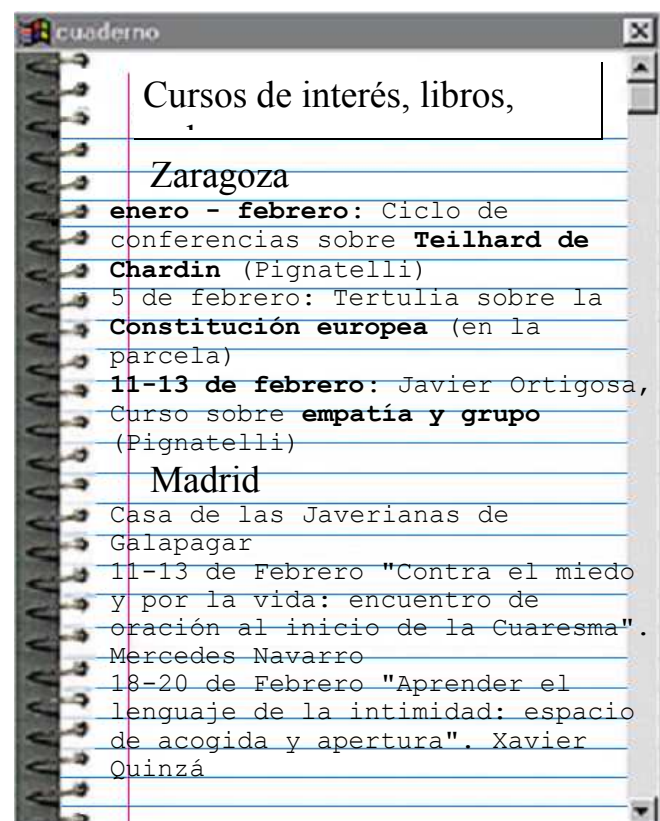 cuaderno
Cursos de interés, libros,
Zaragoza
enero - febrero: Ciclo de
conferencias sobre Teilhard de
Chardin (Pignatelli)
5 de febrero: Tertulia sobre la
Constitución europea (en la
parcela)
11-13 de febrero: Javier Ortigosa,
Curso sobre empatía y grupo
(Pignatelli)
Madrid
Casa de las Javerianas de
Galapagar
11-13 de Febrero "Contra el miedo
y por la vida: encuentro de
oración al inicio de la Cuaresma".
Mercedes Navarro
18-20 de Febrero "Aprender el
lenguaje de la intimidad: espacio
de acogida y apertura". Xavier
Quinzá